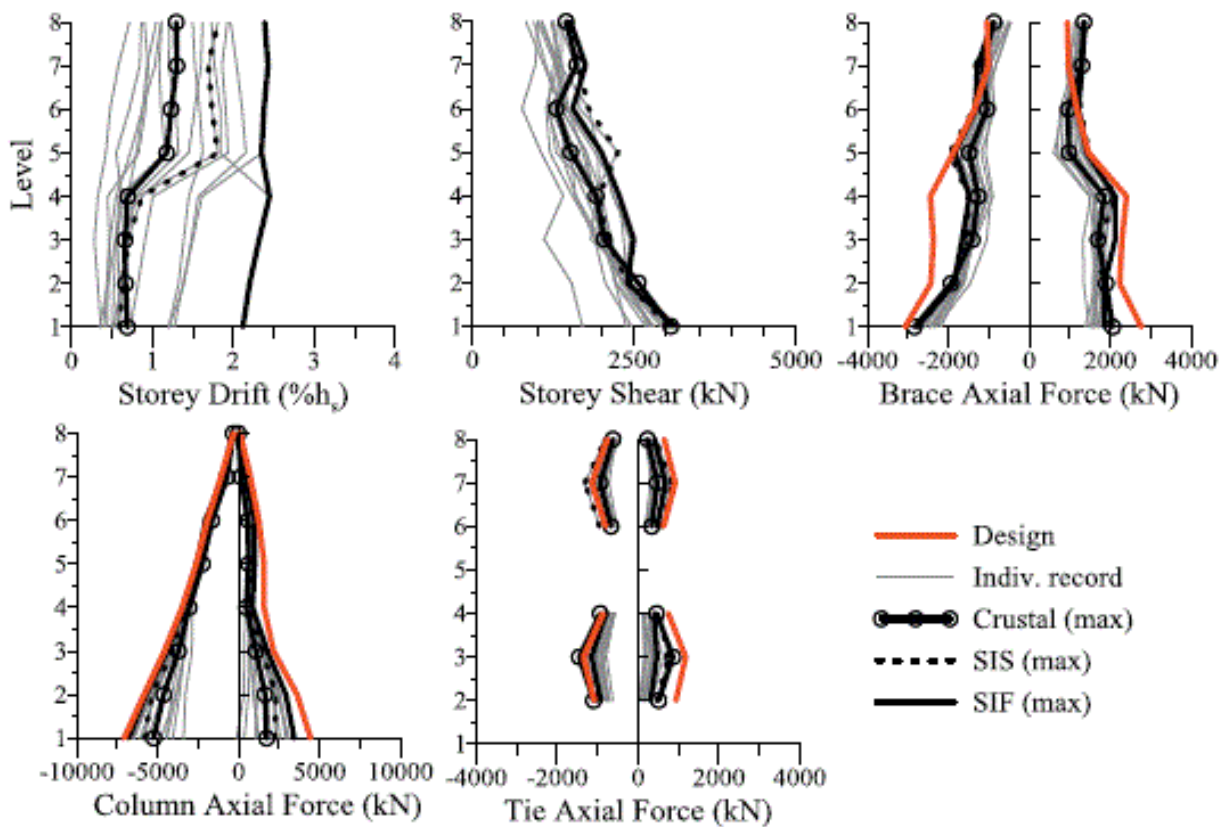 8
7
6
5
4
3
2
1
Level
0 1 2 3 4
Storey Drift (%hs)
8
7
6
5
4
3
2
1
0 2500 5000
Storey Shear (kN)
8
7
6
5
4
3
2
1
-4000 -2000 0 2000 4000
Brace Axial Force (kN)
8
7
6
5
4
3
2
1
-10000 -5000 0 5000 10000
Column Axial Force (kN)
8
7
6
5
4
3
2
1
-4000 -2000 0 2000 4000
Tie Axial Force (kN)
Design
Indiv. record
Crustal (max)
SIS (max)
SIF (max)